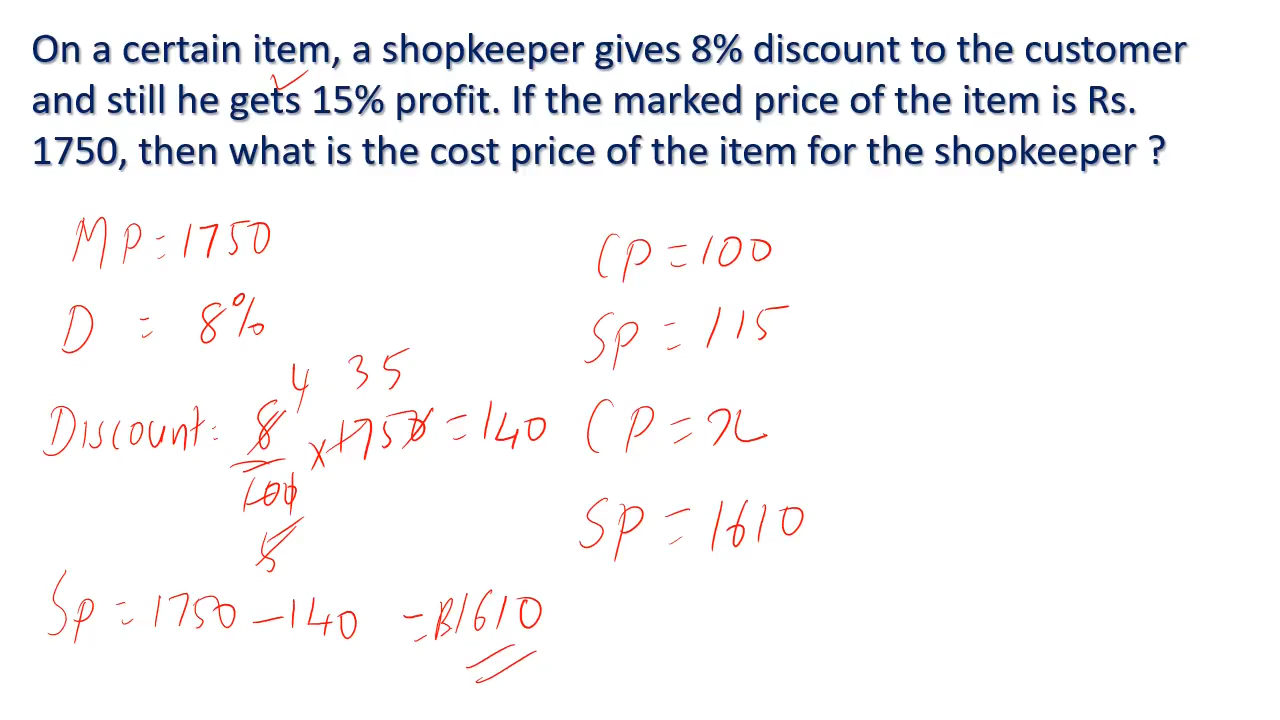 On a certain item, a shopkeeper gives 8% discount to the customer
and still he gets 15% profit. If the marked price of the item is Rs.
1750, then what is the cost price of the item for the shopkeeper ?
MP = 1750
D = 8%
4 35
Discount = 8/100 x 1750 = 140
5
Sp = 1750 - 140 = 1610
CP = 100
SP = 115
CP = x
SP = 1610